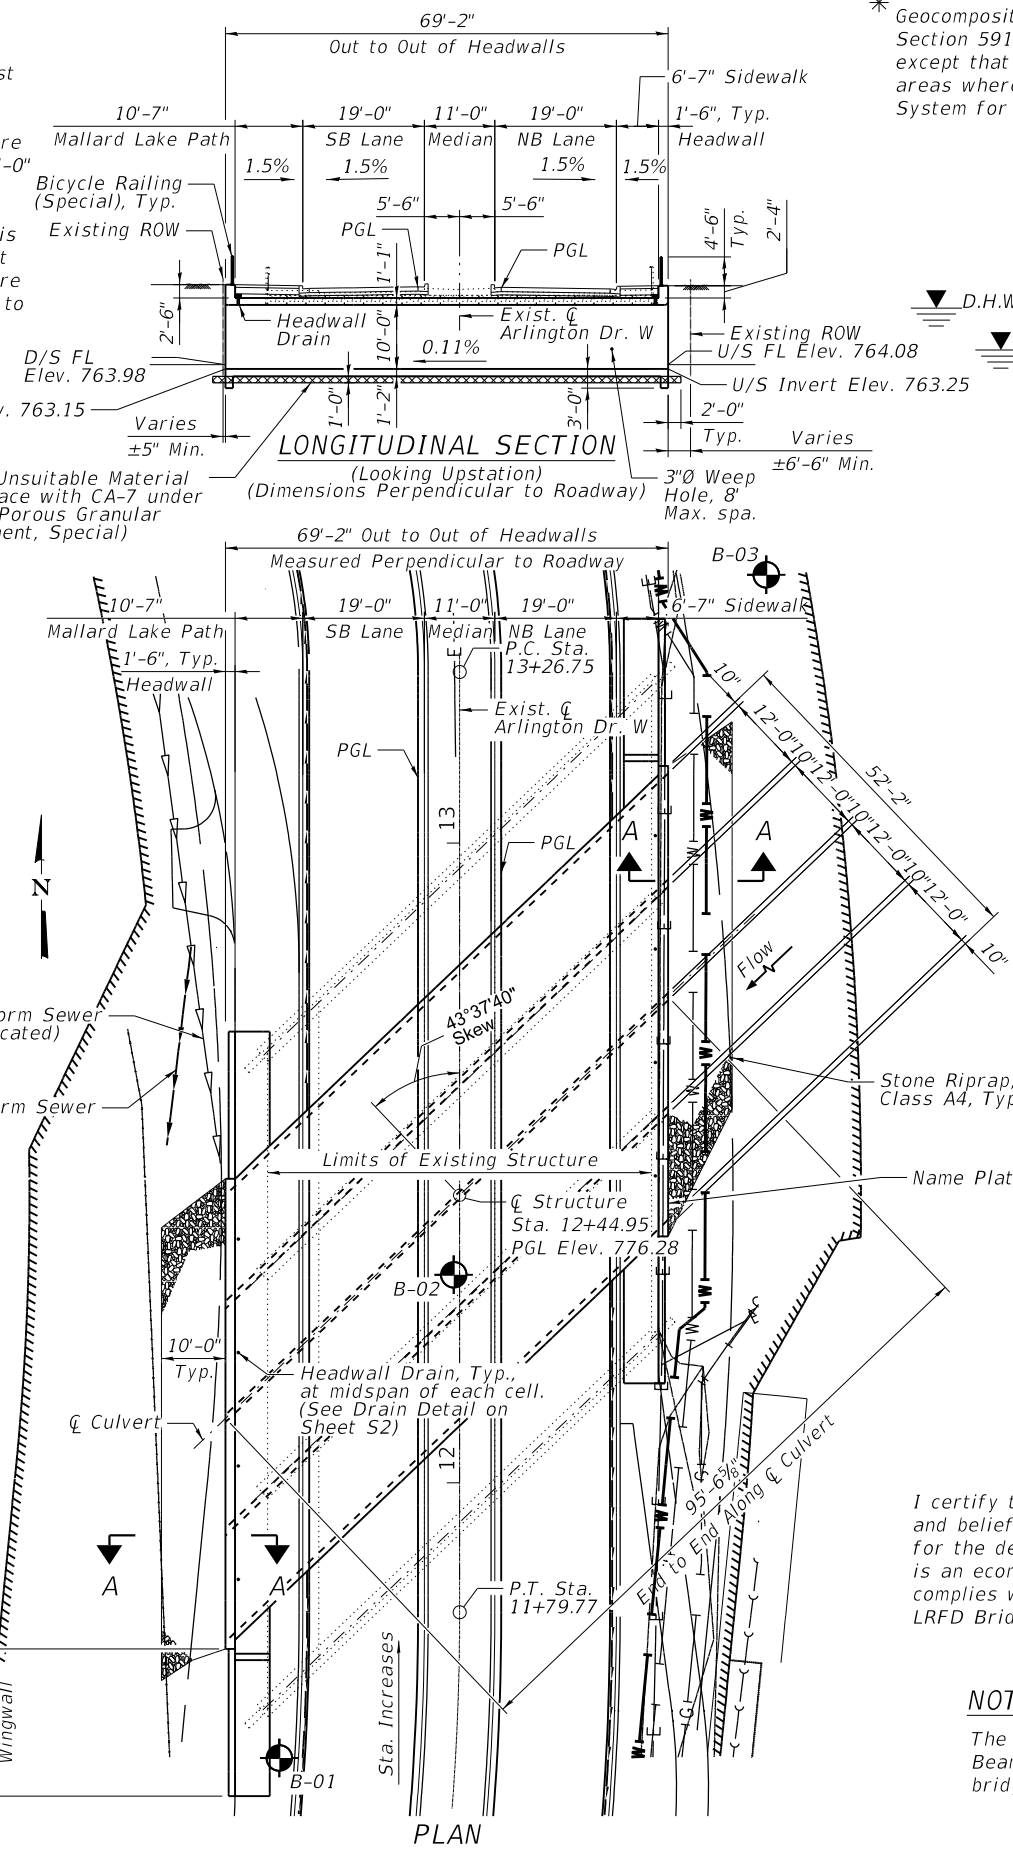 69'-2"
Out to Out of Headwalls
Geocomposit
Section 591
except that
areas where
System for
st
re
-0"
is
t
re
to
6'-7" Sidewalk
10'-7"
19'-0"
11'-0"
19'-0"
1'-6", Typ.
Mallard Lake Path
SB Lane
Median
NB Lane
Headwall
1.5%
1.5%
1.5%
1.5%
Bicycle Railing
(Special), Typ.
5'-6"
5'-6"
Existing ROW
PGL
PGL
1'-1"
4'-6"
Typ.
2'-4"
2'-6"
Headwall
Drain
10'-0"
Exist. ℄
Arlington Dr. W
D.H.W
Existing ROW
D/S FL
Elev. 763.98
0.11%
U/S FL Elev. 764.08
v. 763.15
U/S Invert Elev. 763.25
1'-0"
1'-2"
3'-0"
2'-0"
Typ.
Varies
±5" Min.
Varies
±6'-6" Min.
LONGITUDINAL SECTION
(Looking Upstation)
(Dimensions Perpendicular to Roadway)
Unsuitable Material
ace with CA-7 under
Porous Granular
ent, Special)
3"Ø Weep
Hole, 8'
Max. spa.
69'-2" Out to Out of Headwalls
Measured Perpendicular to Roadway
B-03
10'-7"
19'-0"
11'-0"
19'-0"
6'-7" Sidewalk
Mallard Lake Path
SB Lane
Median
NB Lane
1'-6", Typ.
Headwall
P.C. Sta.
13+26.75
Exist. ℄
Arlington Dr. W
PGL
13
PGL
10"
12'-0"
10"
12'-0"
10"
12'-0"
10"
12'-0"
10"
52'-2"
A
A
N
Flow
43°37'40"
Skew
orm Sewer
cated)
rm Sewer
Stone Riprap,
Class A4, Typ
Limits of Existing Structure
Name Plat
℄ Structure
Sta. 12+44.95
PGL Elev. 776.28
B-02
10'-0"
Typ.
Headwall Drain, Typ.,
at midspan of each cell.
(See Drain Detail on
Sheet S2)
℄ Culvert
℄
12
95'-6⅝"
End to End Along ℄ Culvert
A
A
P.T. Sta.
11+79.77
Sta. Increases
Wingwall
B-01
PLAN
W
W
W
W
W
W
W
W
W
W
W
W
W
W
E
E
E
E
E
E
E
E
G
I certify t
and belief
for the de
is an econ
complies w
LRFD Brid
NOT
The
Bear
brid